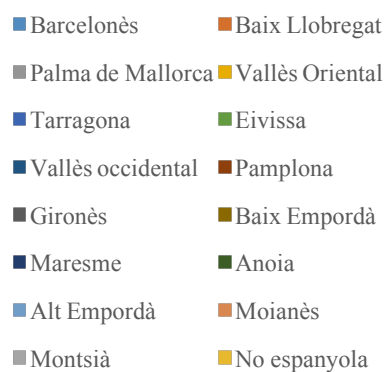 Barcelonès Baix Llobregat
Palma de Mallorca Vallès Oriental
Tarragona Eivissa
Vallès occidental Pamplona
Gironès Baix Empordà
Maresme Anoia
Alt Empordà Moianès
Montsià No espanyola